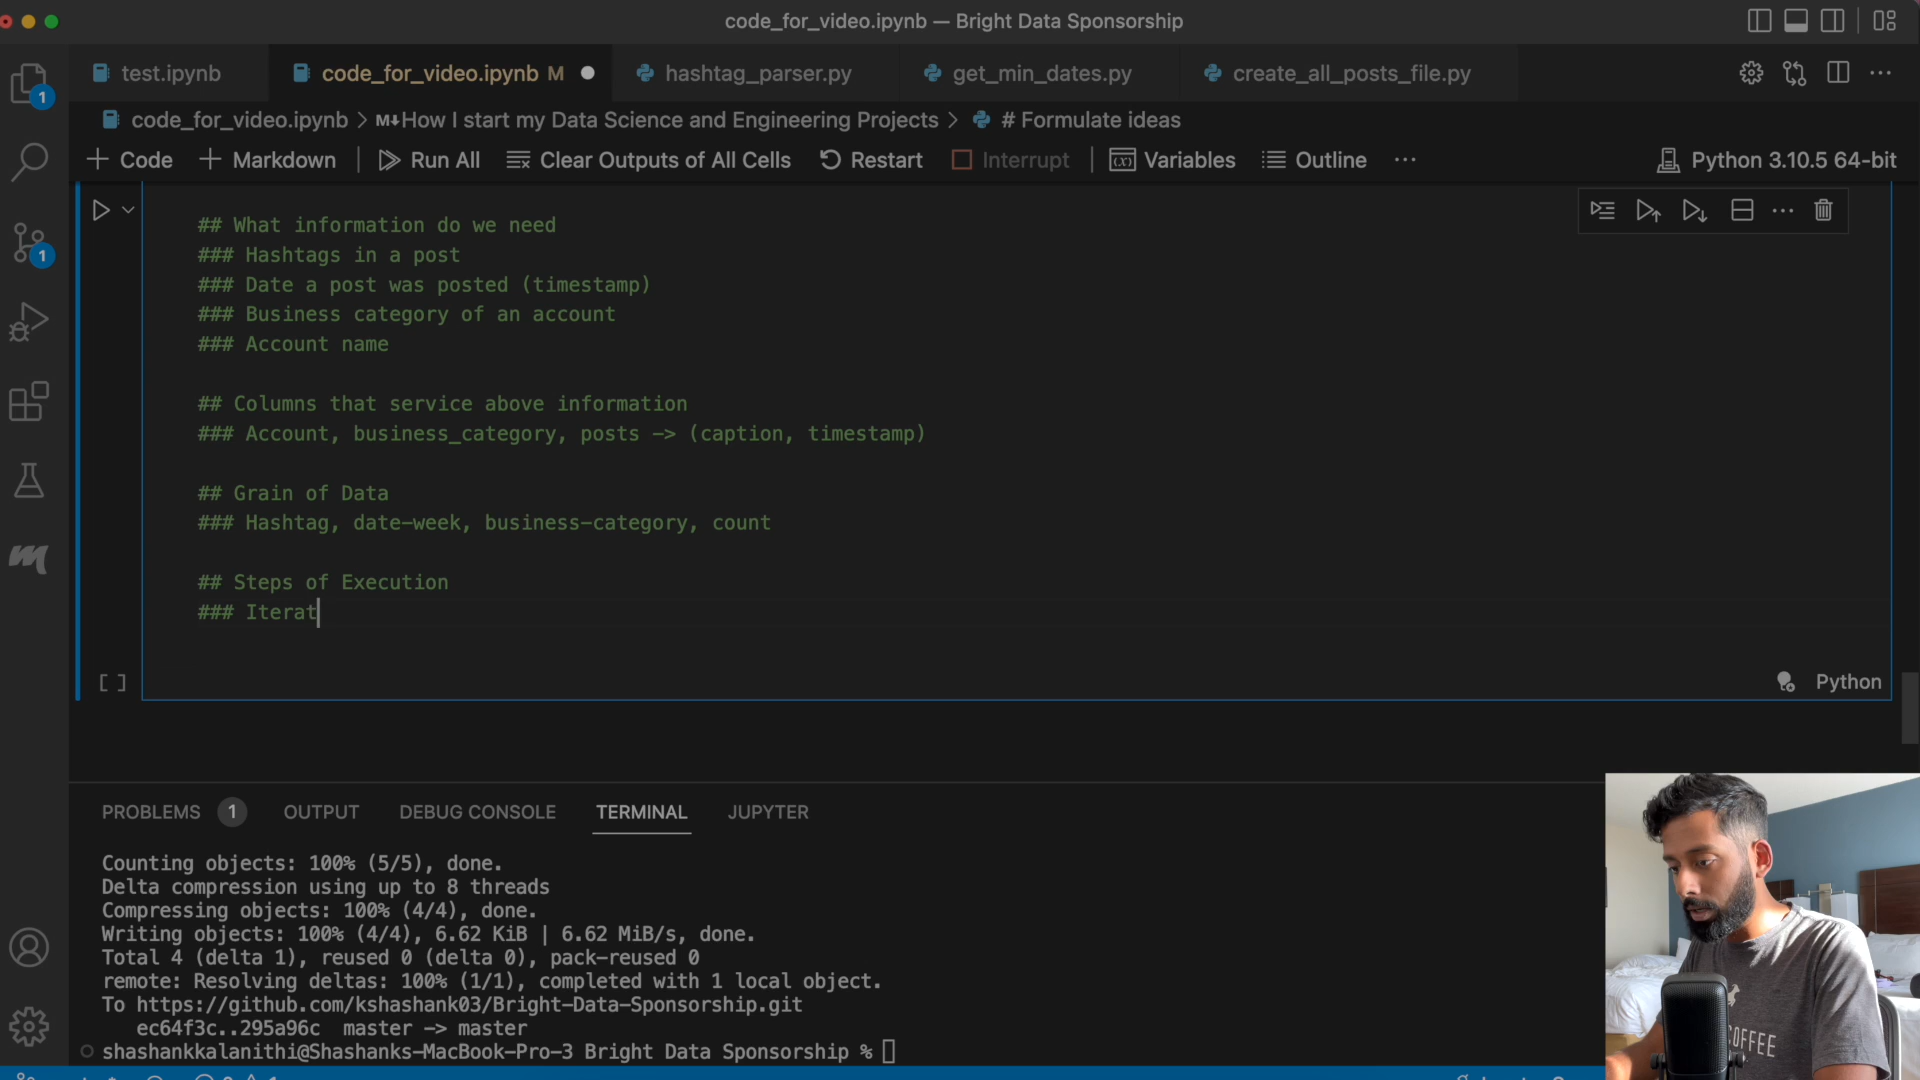 code_for_video.ipynb — Bright Data Sponsorship
test.ipynb
code_for_video.ipynb M
hashtag_parser.py
get_min_dates.py
create_all_posts_file.py
1
code_for_video.ipynb > M↓How I start my Data Science and Engineering Projects > # Formulate ideas
+ Code + Markdown | Run All Clear Outputs of All Cells Restart Interrupt | Variables Outline ···
Python 3.10.5 64-bit
## What information do we need
### Hashtags in a post
### Date a post was posted (timestamp)
### Business category of an account
### Account name
## Columns that service above information
### Account, business_category, posts -> (caption, timestamp)
## Grain of Data
### Hashtag, date-week, business-category, count
## Steps of Execution
### Iterat
1
[ ]
Python
PROBLEMS 1 OUTPUT DEBUG CONSOLE TERMINAL JUPYTER
Counting objects: 100% (5/5), done.
Delta compression using up to 8 threads
Compressing objects: 100% (4/4), done.
Writing objects: 100% (4/4), 6.62 KiB | 6.62 MiB/s, done.
Total 4 (delta 1), reused 0 (delta 0), pack-reused 0
remote: Resolving deltas: 100% (1/1), completed with 1 local object.
To https://github.com/kshashank03/Bright-Data-Sponsorship.git
ec64f3c..295a96c master -> master
shashankkalanithi@Shashanks-MacBook-Pro-3 Bright Data Sponsorship %